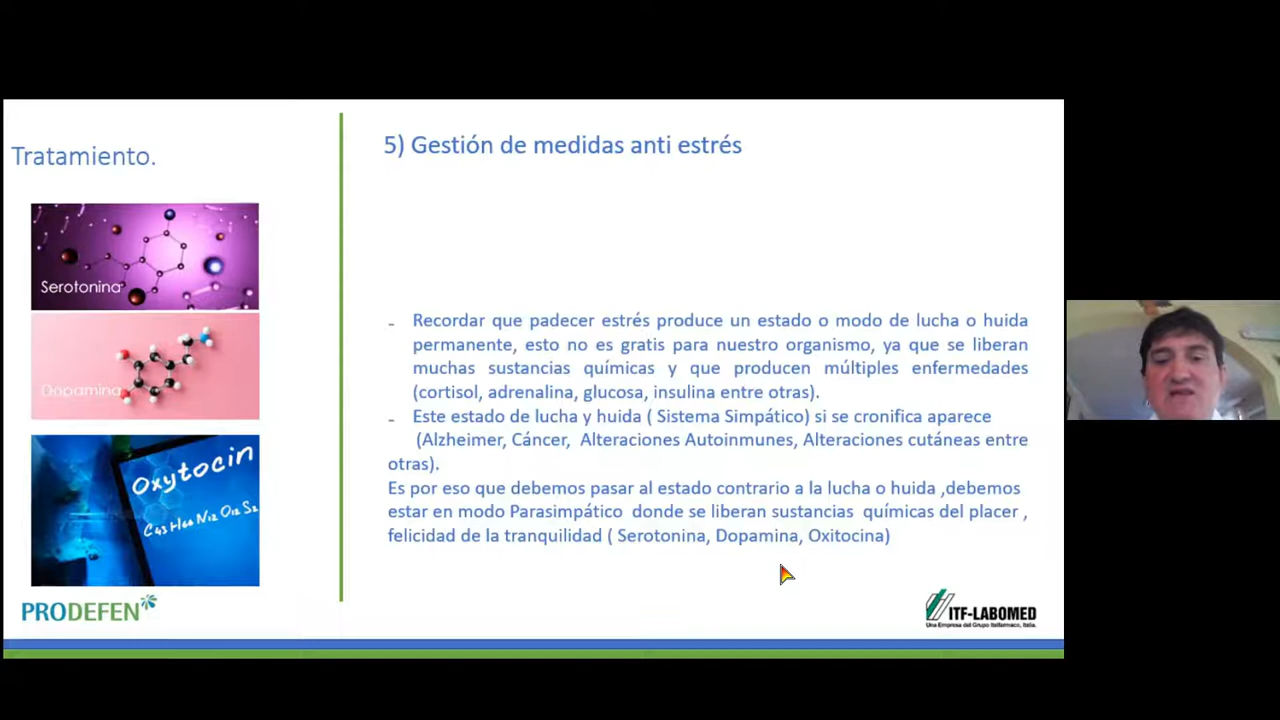 Tratamiento.
Serotonina
Dopamina
Oxytocin
C43 H66 N12 O12 S2
PRODEFEN
5) Gestión de medidas anti estrés
- Recordar que padecer estrés produce un estado o modo de lucha o huida
permanente, esto no es gratis para nuestro organismo, ya que se liberan
muchas sustancias químicas y que producen múltiples enfermedades
(cortisol, adrenalina, glucosa, insulina entre otras).
- Este estado de lucha y huida ( Sistema Simpático) si se cronifica aparece
(Alzheimer, Cáncer, Alteraciones Autoinmunes, Alteraciones cutáneas entre
otras).
Es por eso que debemos pasar al estado contrario a la lucha o huida ,debemos
estar en modo Parasimpático donde se liberan sustancias químicas del placer ,
felicidad de la tranquilidad ( Serotonina, Dopamina, Oxitocina)
ITF-LABOMED
Una Empresa del Grupo Italfarmaco, Italia.